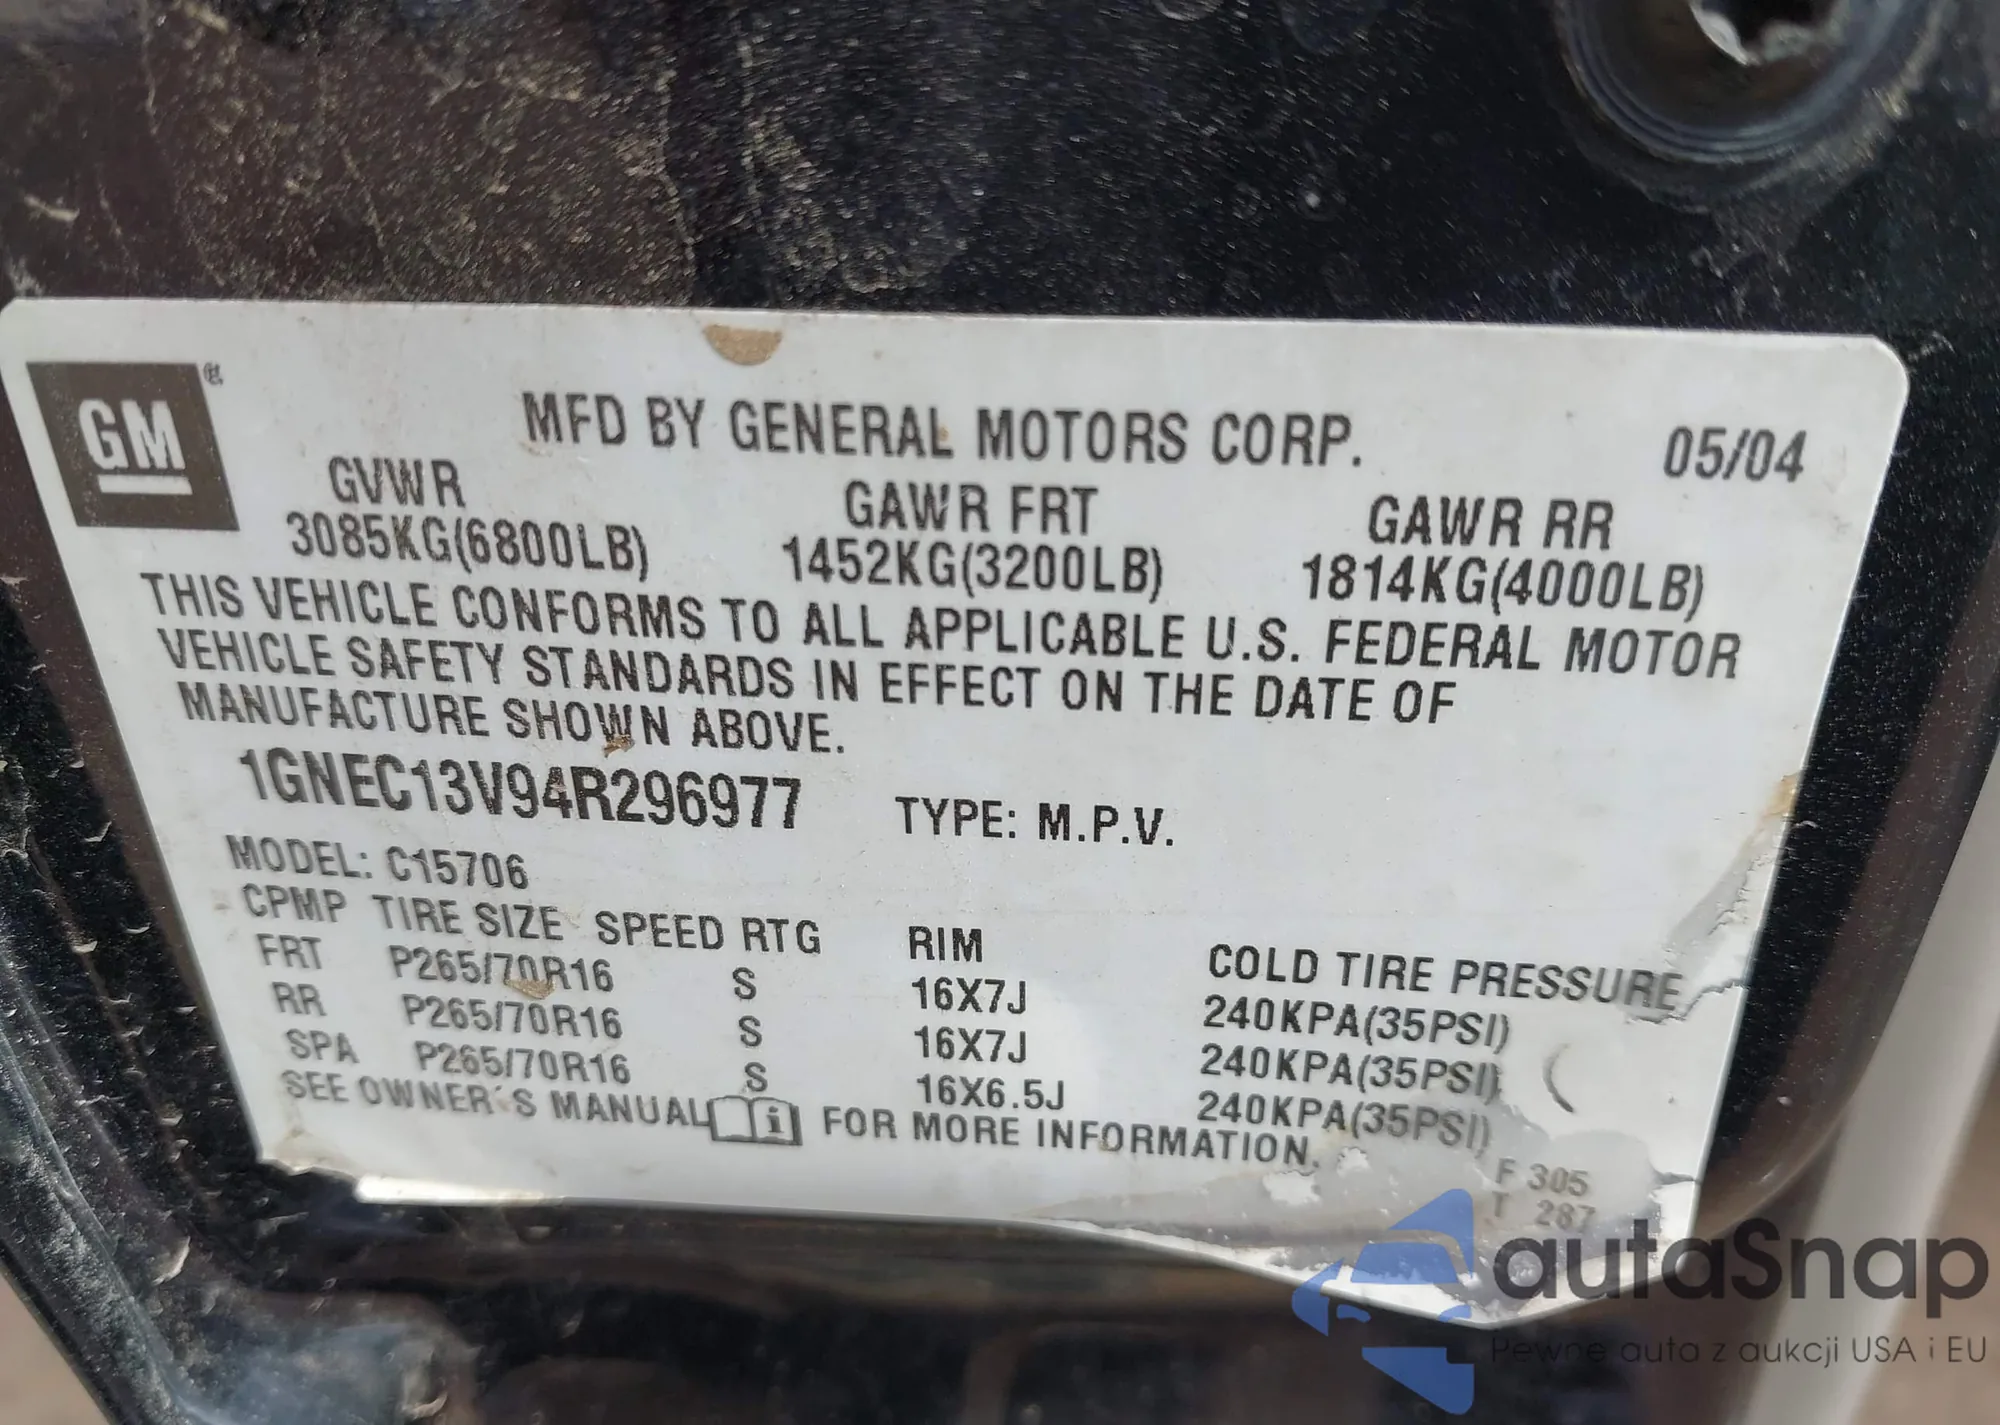 GM
MFD BY GENERAL MOTORS CORP. 05/04
GVWR GAWR FRT GAWR RR
3085KG(6800LB) 1452KG(3200LB) 1814KG(4000LB)
THIS VEHICLE CONFORMS TO ALL APPLICABLE U.S. FEDERAL MOTOR
VEHICLE SAFETY STANDARDS IN EFFECT ON THE DATE OF
MANUFACTURE SHOWN ABOVE.
1GNEC13V94R296977 TYPE: M.P.V.
MODEL: C15706
CPMP TIRE SIZE SPEED RTG RIM COLD TIRE PRESSURE
FRT P265/70R16 S 16X7J 240KPA(35PSI)
RR P265/70R16 S 16X7J 240KPA(35PSI)
SPA P265/70R16 S 16X6.5J 240KPA(35PSI)
SEE OWNER'S MANUAL i FOR MORE INFORMATION.
F 305
T 287
autaSnap
Pewne auta z aukcji USA i EU